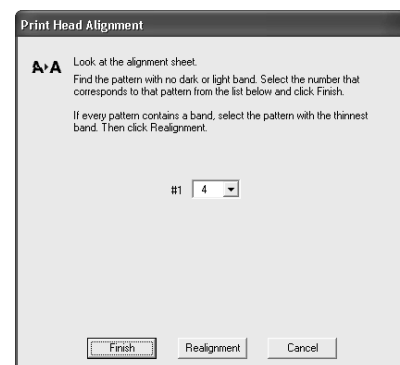 Print Head Alignment
A›A Look at the alignment sheet.
Find the pattern with no dark or light band. Select the number that
corresponds to that pattern from the list below and click Finish.
If every pattern contains a band, select the pattern with the thinnest
band. Then click Realignment.
#1 4
Finish Realignment Cancel